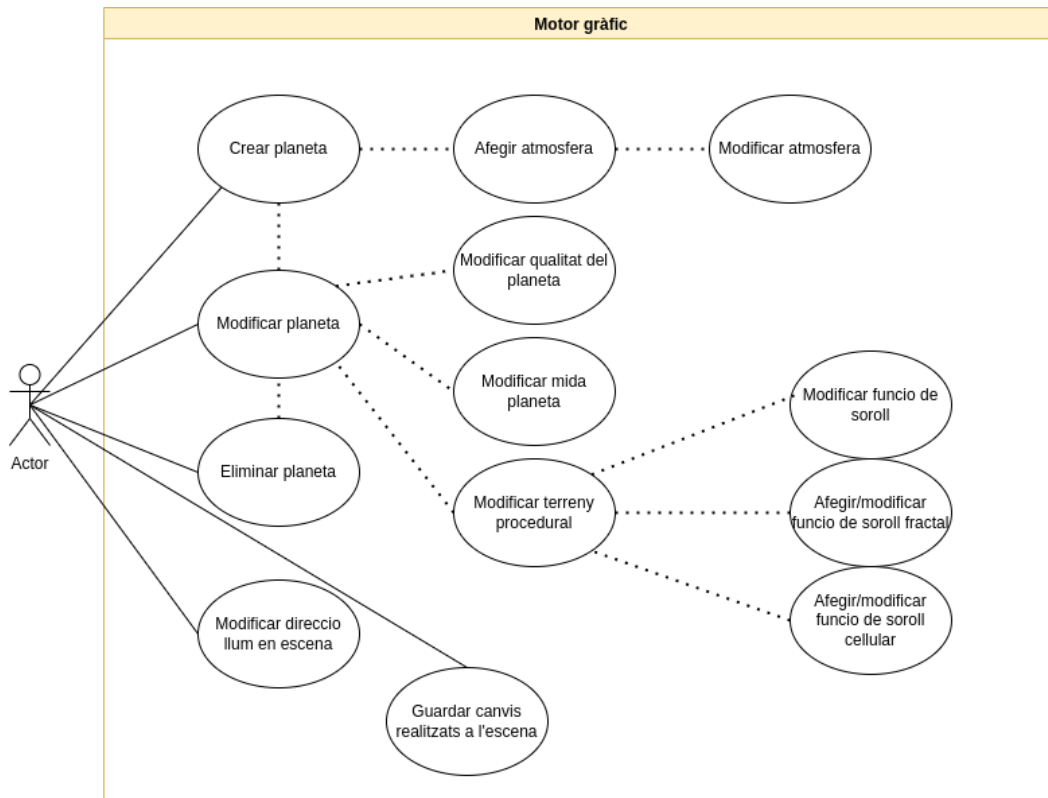 Motor gràfic
Crear planeta
Afegir atmosfera
Modificar atmosfera
Modificar qualitat del
planeta
Modificar planeta
Modificar mida
planeta
Modificar funcio de
soroll
Actor
Eliminar planeta
Modificar terreny
procedural
Afegir/modificar
funcio de soroll fractal
Afegir/modificar
funcio de soroll
cellular
Modificar direccio
llum en escena
Guardar canvis
realitzats a l'escena